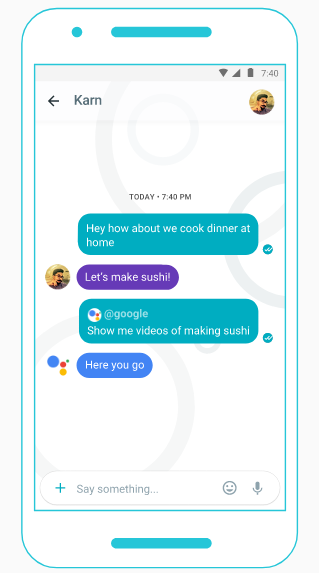 7:40
Karn
TODAY • 7:40 PM
Hey how about we cook dinner at
home
Let's make sushi!
@google
Show me videos of making sushi
Here you go
Say something...